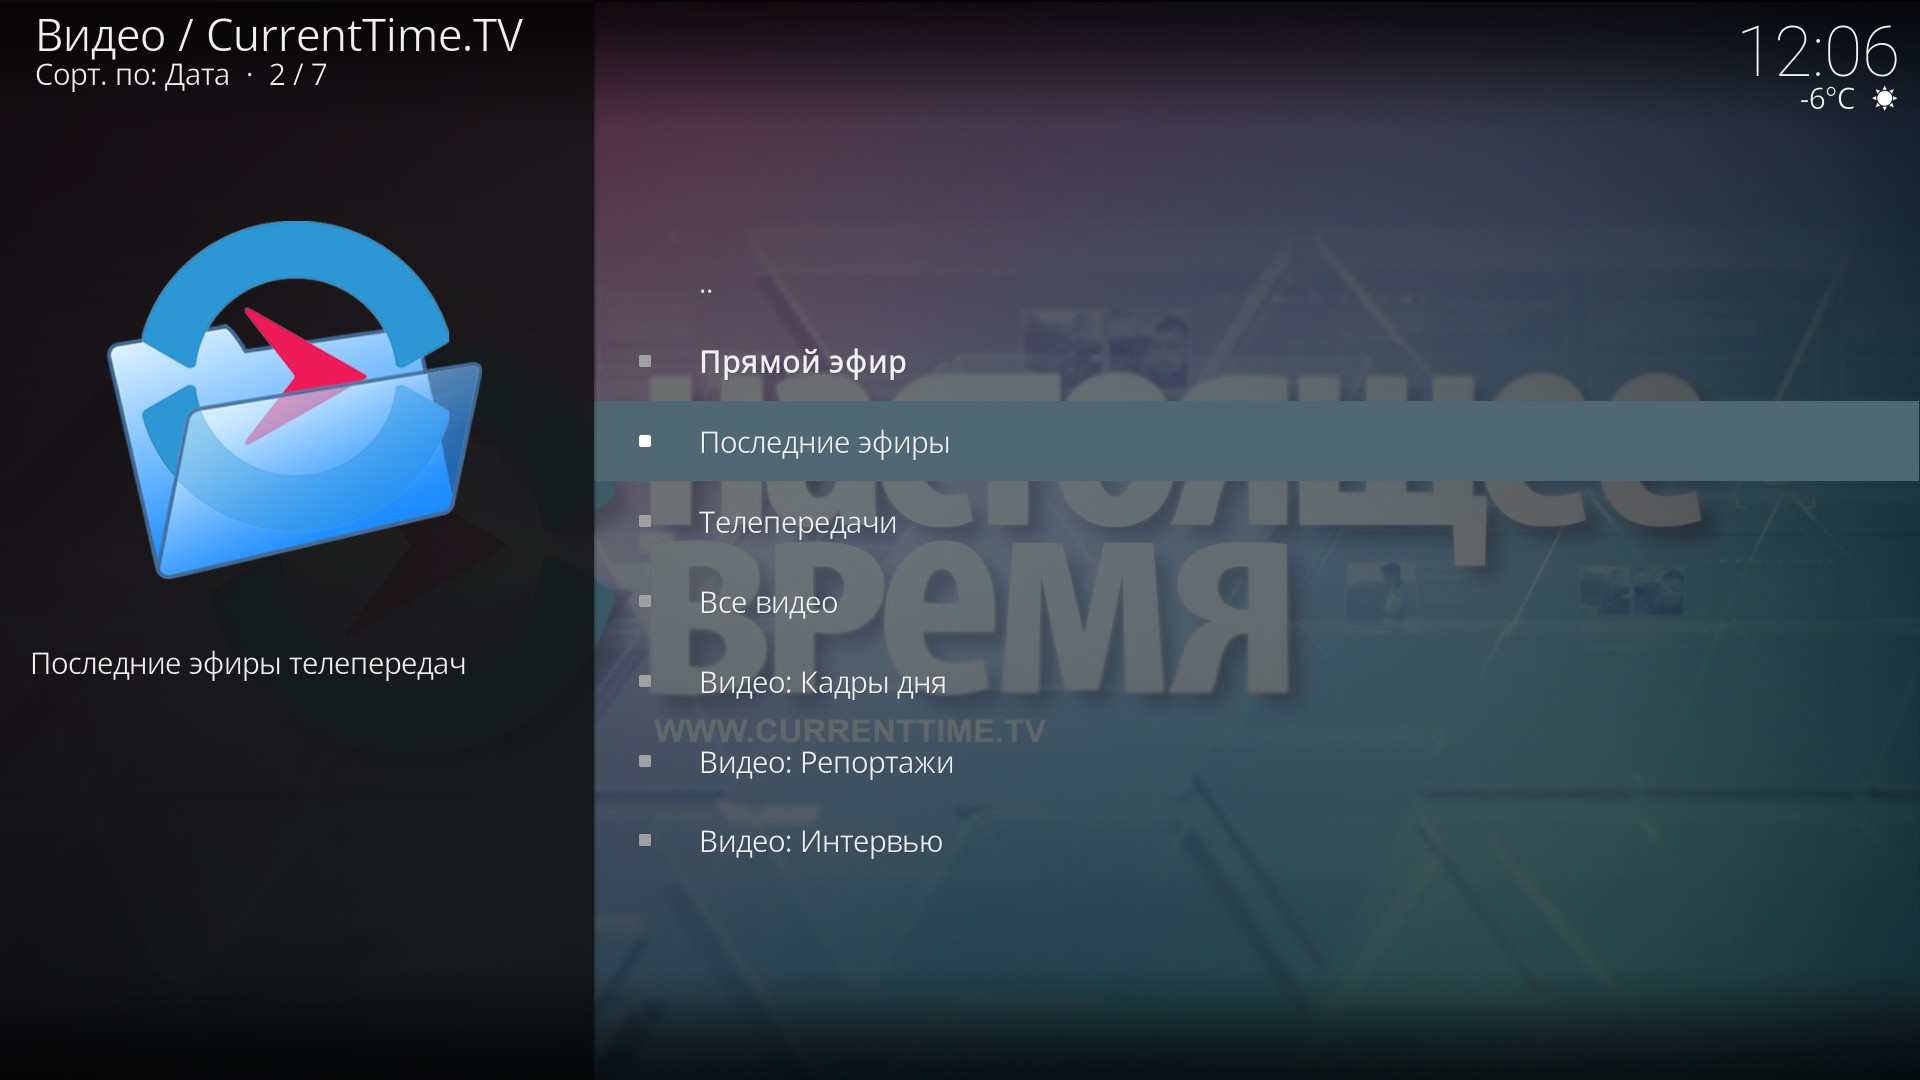 Видео / CurrentTime.TV
Сорт. по: Дата · 2 / 7
12:06
-6°C
..
Прямой эфир
Последние эфиры
Телепередачи
Все видео
Видео: Кадры дня
Видео: Репортажи
Видео: Интервью
Последние эфиры телепередач
настоящее
время
WWW.CURRENTTIME.TV